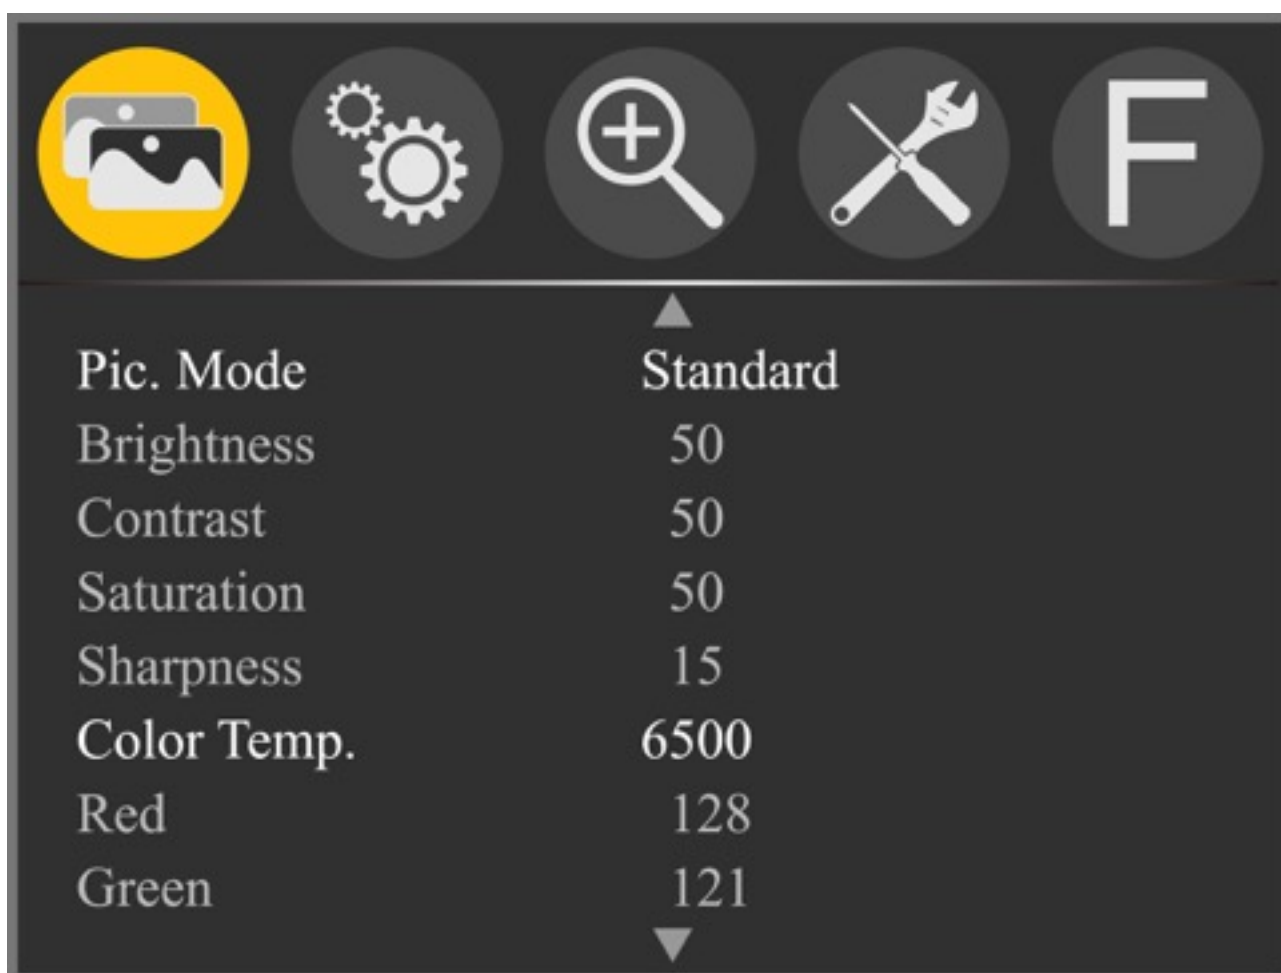 F
Pic. Mode Standard
Brightness 50
Contrast 50
Saturation 50
Sharpness 15
Color Temp. 6500
Red 128
Green 121